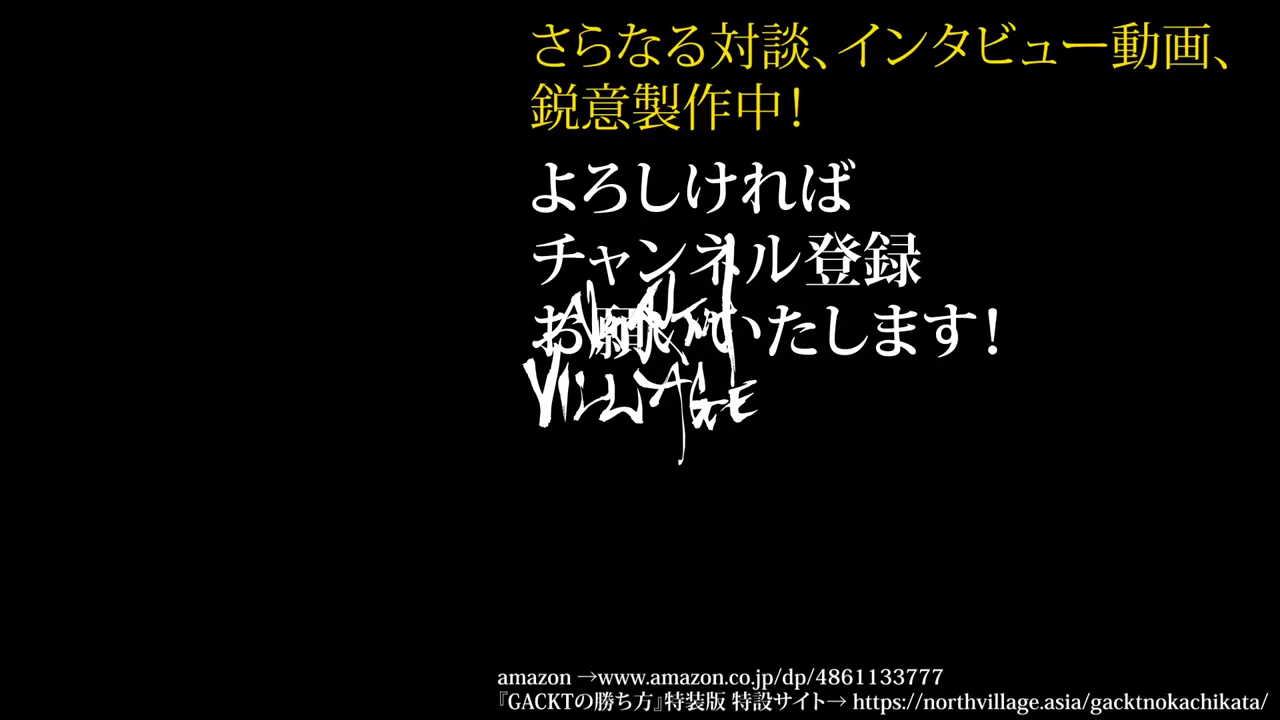 さらなる対談、インタビュー動画、
鋭意製作中！
よろしければ
チャンネル登録
お願いいたします！
VILLAGE
amazon →www.amazon.co.jp/dp/4861133777
『GACKTの勝ち方』特装版 特設サイト→ https://northvillage.asia/gacktnokachikata/